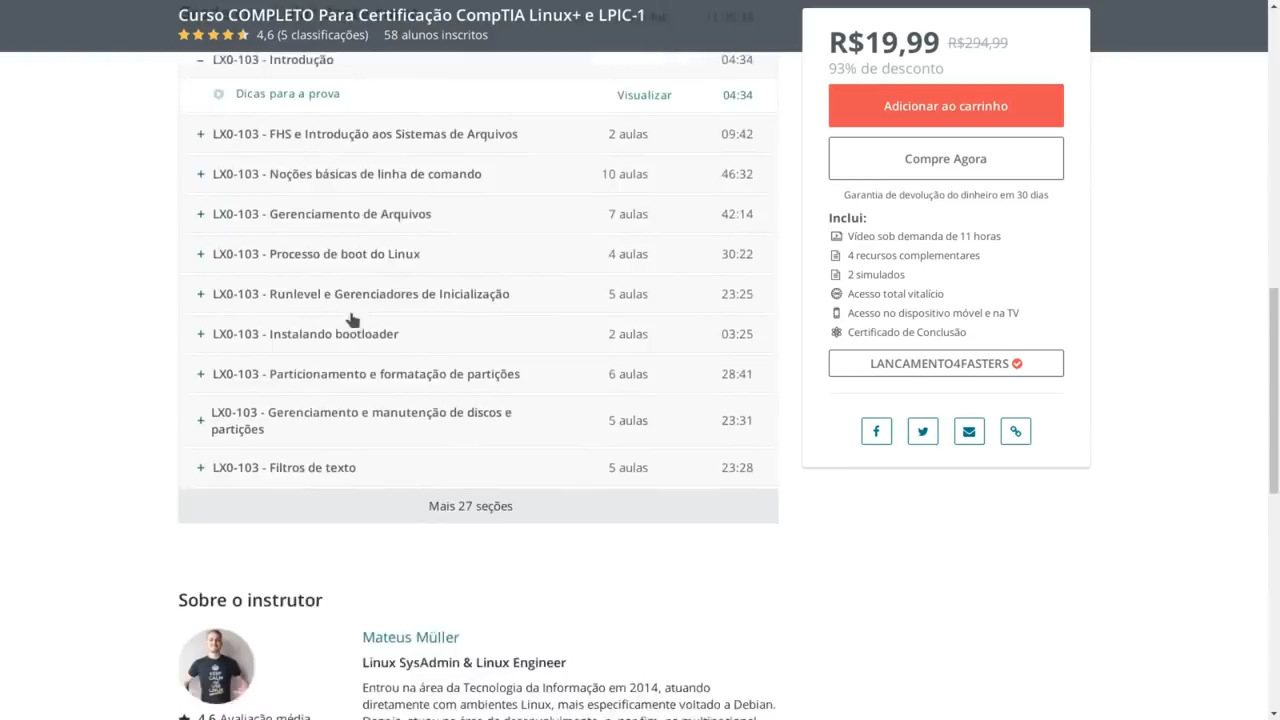 Curso COMPLETO Para Certificação CompTIA Linux+ e LPIC-1
4,6 (5 classificações) 58 alunos inscritos
LX0-103 - Introdução 04:34
Dicas para a prova Visualizar 04:34
LX0-103 - FHS e Introdução aos Sistemas de Arquivos 2 aulas 09:42
LX0-103 - Noções básicas de linha de comando 10 aulas 46:32
LX0-103 - Gerenciamento de Arquivos 7 aulas 42:14
LX0-103 - Processo de boot do Linux 4 aulas 30:22
LX0-103 - Runlevel e Gerenciadores de Inicialização 5 aulas 23:25
LX0-103 - Instalando bootloader 2 aulas 03:25
LX0-103 - Particionamento e formatação de partições 6 aulas 28:41
LX0-103 - Gerenciamento e manutenção de discos e
partições 5 aulas 23:31
LX0-103 - Filtros de texto 5 aulas 23:28
Mais 27 seções
R$19,99 R$294,99
93% de desconto
Adicionar ao carrinho
Compre Agora
Garantia de devolução do dinheiro em 30 dias
Inclui:
Vídeo sob demanda de 11 horas
4 recursos complementares
2 simulados
Acesso total vitalício
Acesso no dispositivo móvel e na TV
Certificado de Conclusão
LANCAMENTO4FASTERS
Sobre o instrutor
Mateus Müller
Linux SysAdmin & Linux Engineer
Entrou na área da Tecnologia da Informação em 2014, atuando
diretamente com ambientes Linux, mais especificamente voltado a Debian.
4,6 Avaliação média